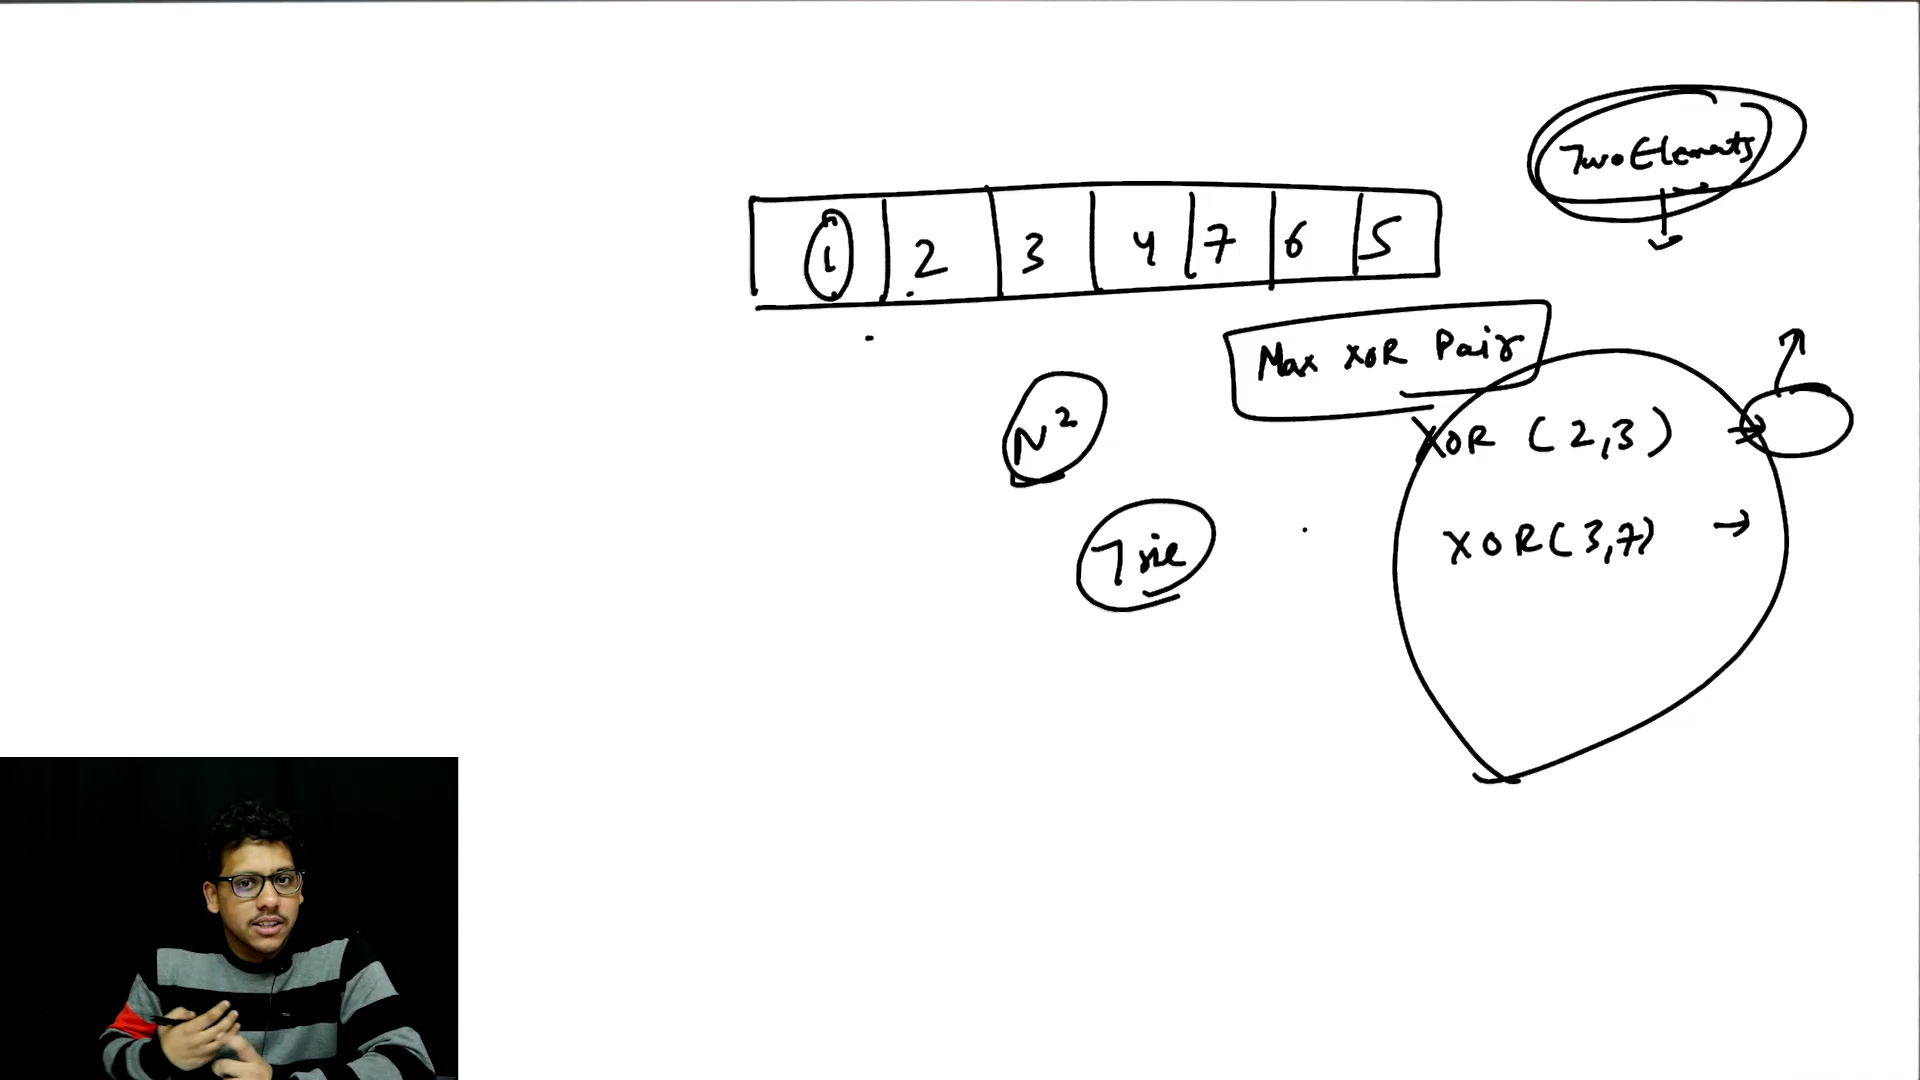 Two Elements
1 2 3 4 7 6 5
Max XOR Pair
N²
XOR (2,3) →
Trie
XOR(3,7) →